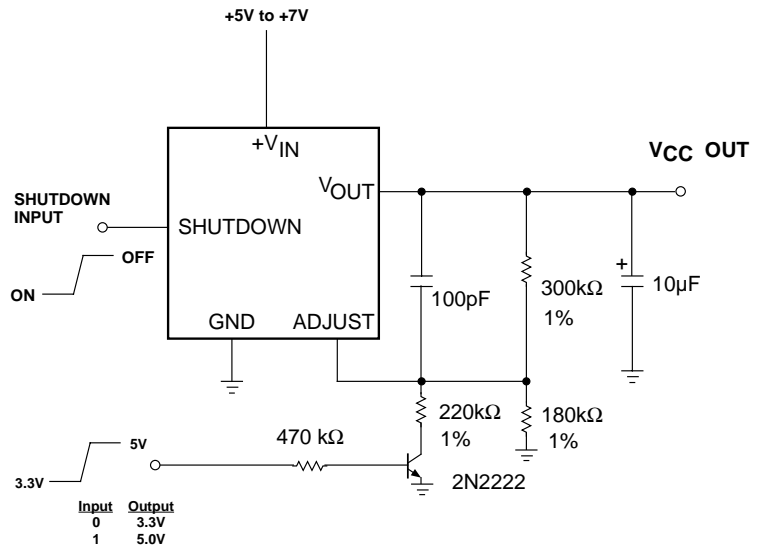 +5V to +7V
+VIN
VCC OUT
VOUT
SHUTDOWN
INPUT
SHUTDOWN
OFF
ON
100pF
300kΩ
1%
+
10µF
GND
ADJUST
220kΩ
1%
180kΩ
1%
470 kΩ
5V
3.3V
2N2222
Input Output
0 3.3V
1 5.0V